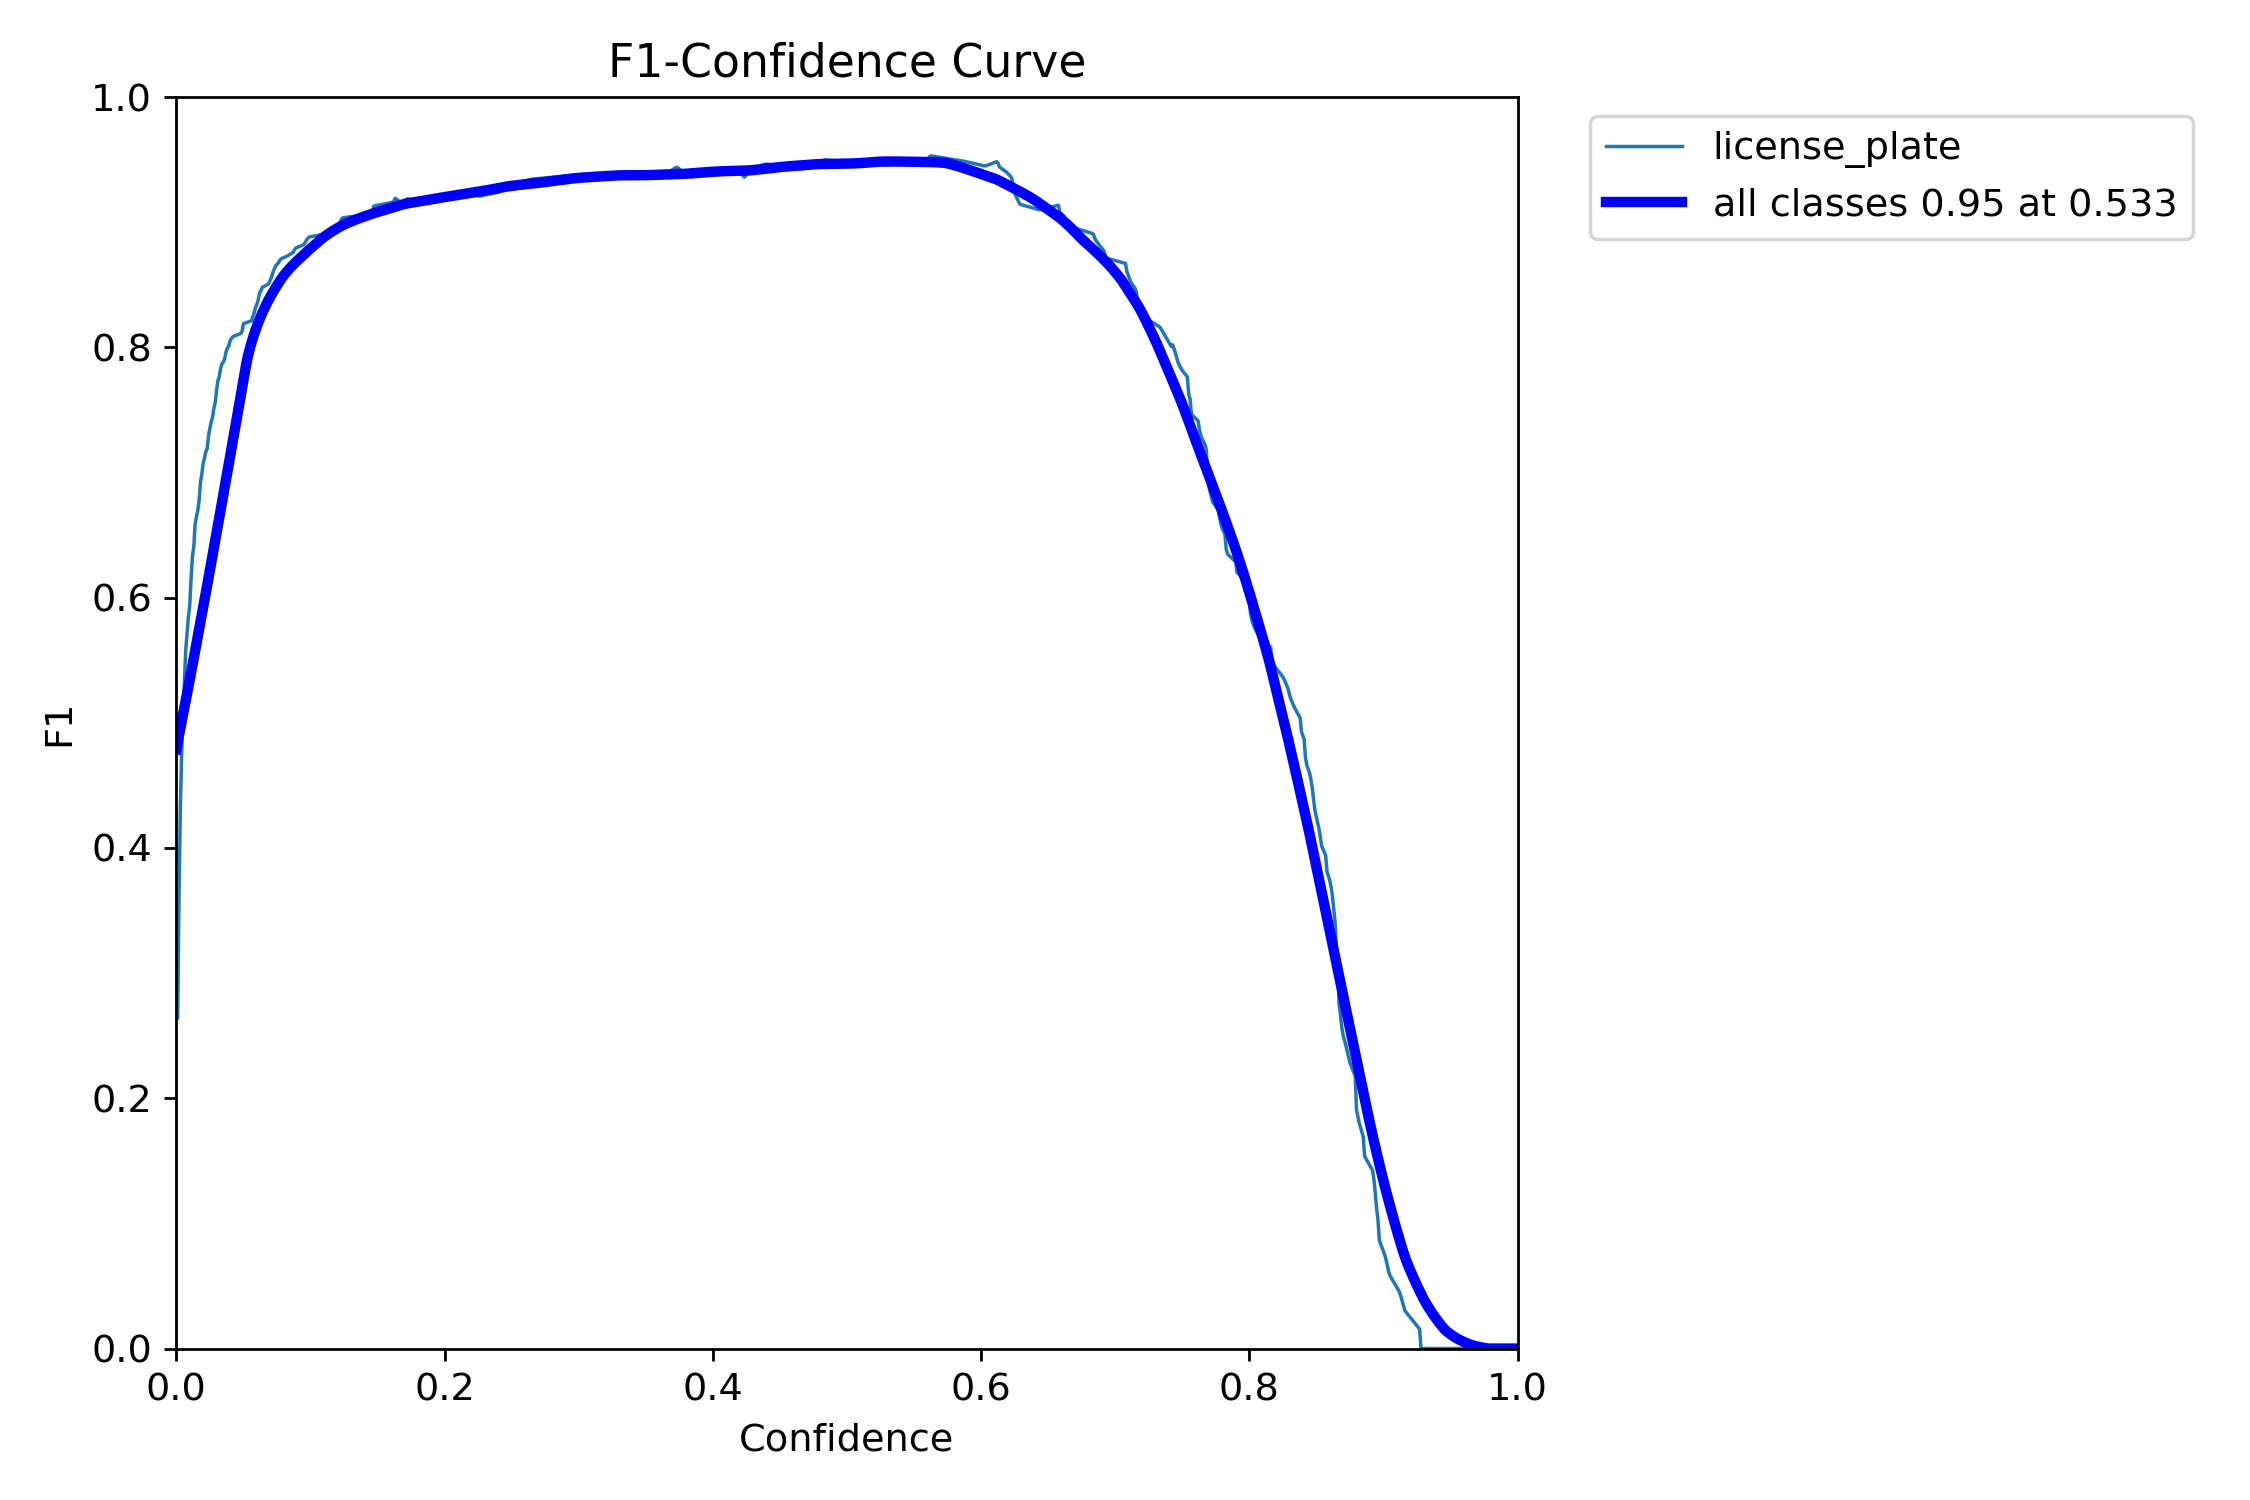 F1-Confidence Curve
1.0
0.8
0.6
0.4
0.2
0.0
F1
0.0 0.2 0.4 0.6 0.8 1.0
Confidence
license_plate
all classes 0.95 at 0.533